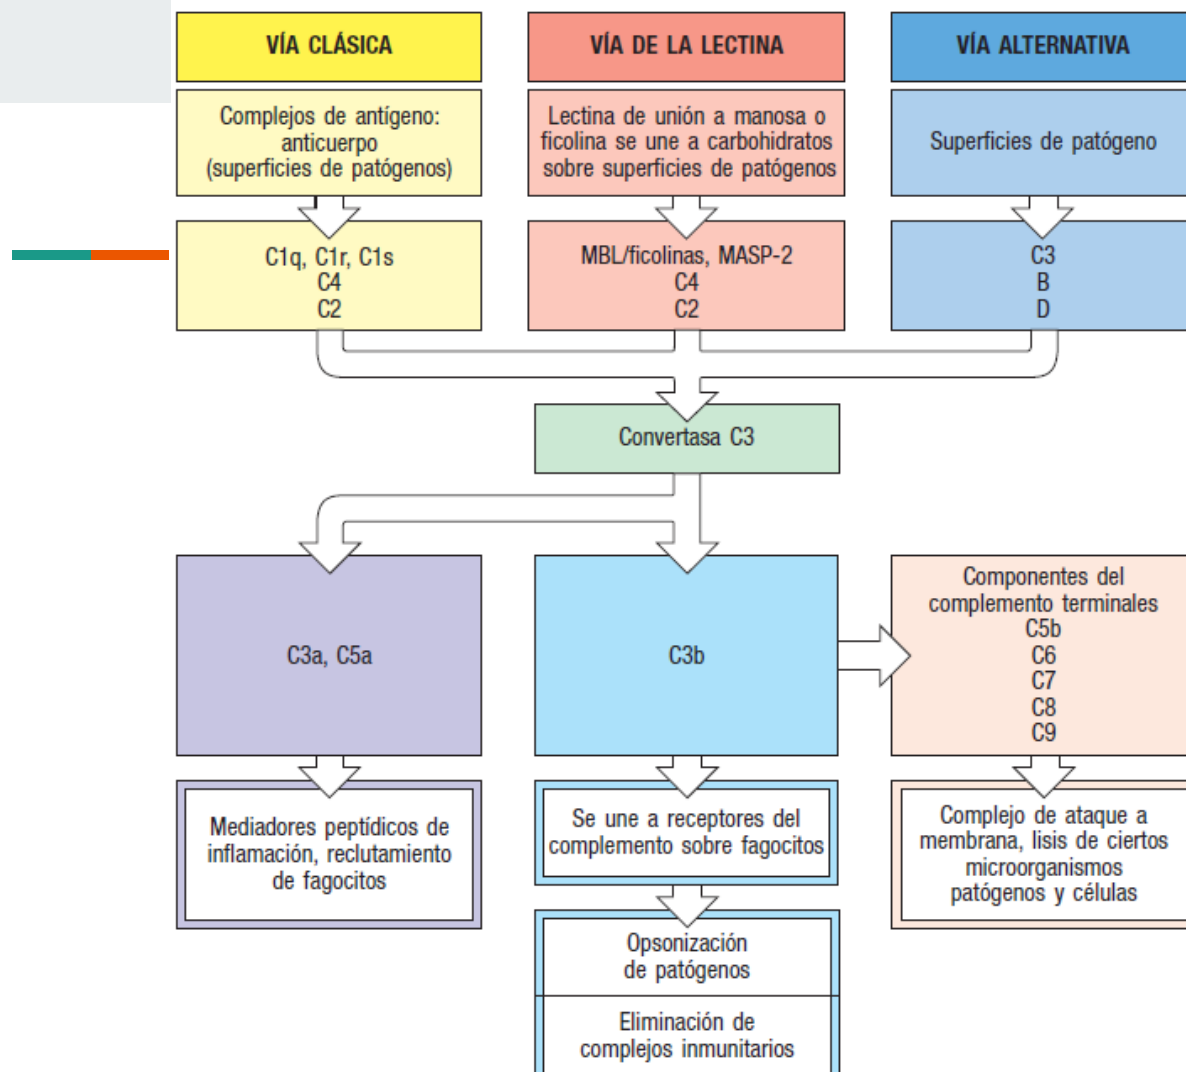 VÍA CLÁSICA
VÍA DE LA LECTINA
VÍA ALTERNATIVA
Complejos de antígeno:
anticuerpo
(superficies de patógenos)
Lectina de unión a manosa o
ficolina se une a carbohidratos
sobre superficies de patógenos
Superficies de patógeno
C1q, C1r, C1s
C4
C2
MBL/ficolinas, MASP-2
C4
C2
C3
B
D
Convertasa C3
C3a, C5a
C3b
Componentes del
complemento terminales
C5b
C6
C7
C8
C9
Mediadores peptídicos de
inflamación, reclutamiento
de fagocitos
Se une a receptores del
complemento sobre fagocitos
Complejo de ataque a
membrana, lisis de ciertos
microorganismos
patógenos y células
Opsonización
de patógenos
Eliminación de
complejos inmunitarios